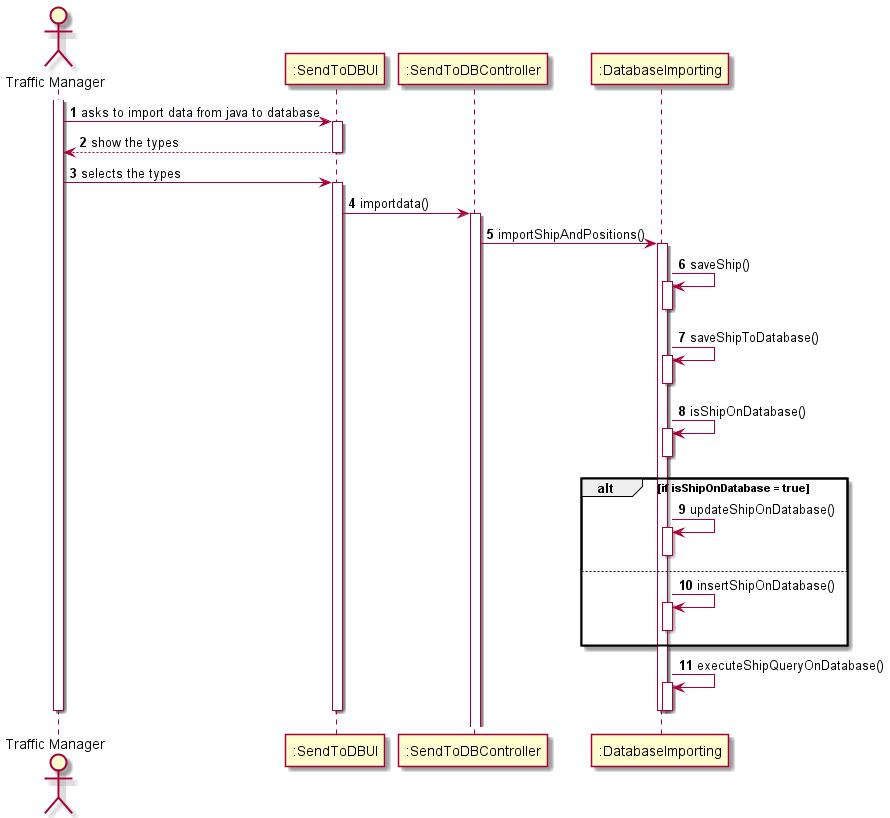 Traffic Manager
:SendToDBUI
:SendToDBController
:DatabaseImporting
1 asks to import data from java to database
2 show the types
3 selects the types
4 importdata()
5 importShipAndPositions()
6 saveShip()
7 saveShipToDatabase()
8 isShipOnDatabase()
alt [if isShipOnDatabase = true]
9 updateShipOnDatabase()
10 insertShipOnDatabase()
11 executeShipQueryOnDatabase()
Traffic Manager
:SendToDBUI
:SendToDBController
:DatabaseImporting